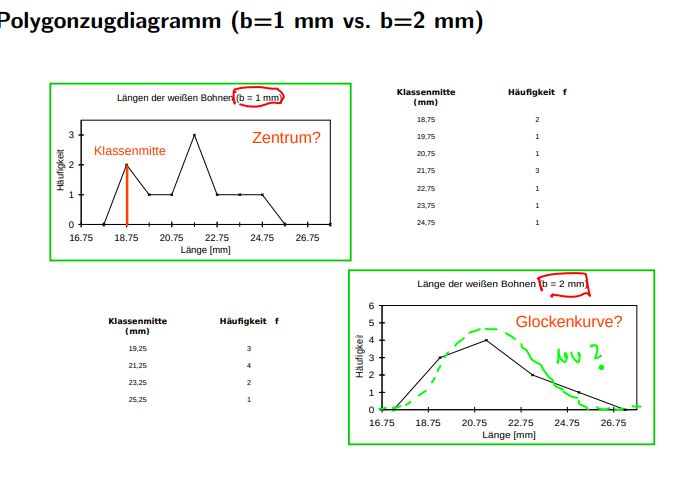 Polygonzugdiagramm (b=1 mm vs. b=2 mm)
Längen der weißen Bohnen (b = 1 mm)
Zentrum?
Klassenmitte
Häufigkeit
3
2
1
0
16.75 18.75 20.75 22.75 24.75 26.75
Länge [mm]
Klassenmitte Häufigkeit f
(mm)
18,75 2
19,75 1
20,75 1
21,75 3
22,75 1
23,75 1
24,75 1
Klassenmitte Häufigkeit f
(mm)
19,25 3
21,25 4
23,25 2
25,25 1
Länge der weißen Bohnen (b = 2 mm)
Glockenkurve?
Häufigkeit
6
5
4
3
2
1
0
16.75 18.75 20.75 22.75 24.75 26.75
Länge [mm]